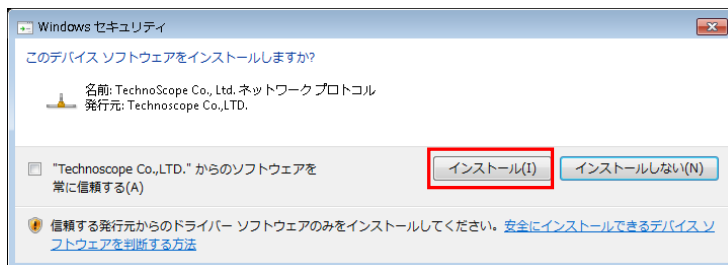 Windows セキュリティ
このデバイス ソフトウェアをインストールしますか?
名前: TechnoScope Co., Ltd. ネットワーク プロトコル
発行元: Technoscope Co.,LTD.
"Technoscope Co.,LTD." からのソフトウェアを
常に信頼する(A)
インストール(I)
インストールしない(N)
信頼する発行元からのドライバー ソフトウェアのみをインストールしてください。安全にインストールできるデバイス ソ
フトウェアを判断する方法